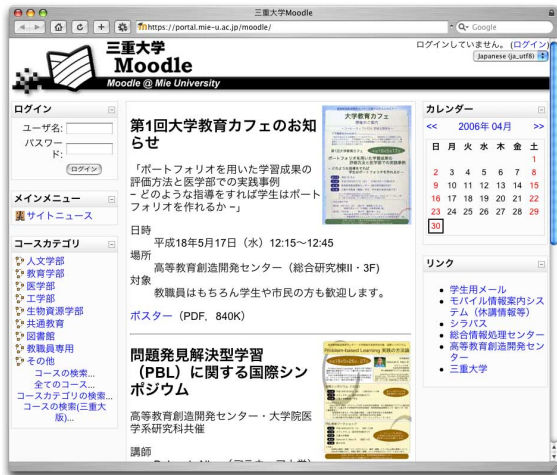 三重大学Moodle
https://portal.mie-u.ac.jp/moodle/
Google
ログインしていません。 (ログイン)
Japanese (ja_utf8)
三重大学
Moodle
Moodle @ Mie University
ログイン
ユーザ名:
パスワー
ド:
ログイン
メインメニュー
サイトニュース
コースカテゴリ
人文学部
教育学部
医学部
工学部
生物資源学部
共通教育
図書館
教職員専用
その他
コースの検索...
全てのコース...
コースカテゴリの検索...
コースの検索(三重大
版)...
第1回大学教育カフェのお知
らせ
「ポートフォリオを用いた学習成果の
評価方法と医学部での実践事例
− どのような指導をすれば学生はポート
フォリオを作れるか −」
日時
平成18年5月17日（水）12:15〜12:45
場所
高等教育創造開発センター（総合研究棟II・3F)
対象
教職員はもちろん学生や市民の方も歓迎します。
ポスター（PDF, 840K）
大学教育カフェ
問題発見解決型学習
（PBL）に関する国際シン
ポジウム
Problem-based Learning 実践の方法論
高等教育創造開発センター・大学院医
学系研究科共催
講師
カレンダー
<< 2006年 04月 >>
日 月 火 水 木 金 土
1
2 3 4 5 6 7 8
9 10 11 12 13 14 15
16 17 18 19 20 21 22
23 24 25 26 27 28 29
30
リンク
学生用メール
モバイル情報案内シス
テム（休講情報等）
シラバス
総合情報処理センター
高等教育創造開発セン
ター
三重大学